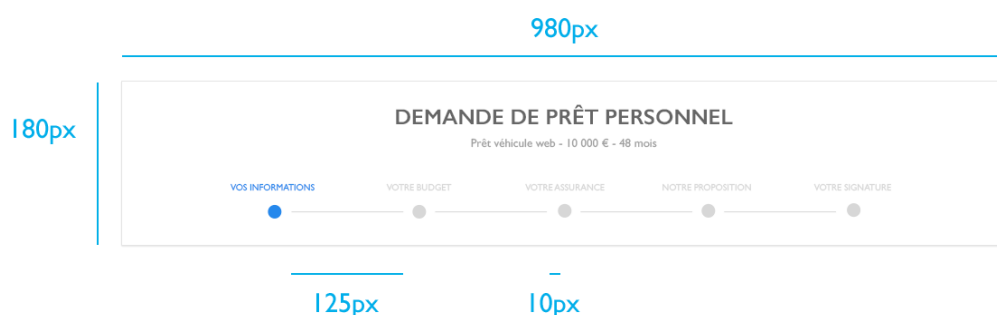 980px
180px
DEMANDE DE PRÊT PERSONNEL
Prêt véhicule web - 10 000 € - 48 mois
VOS INFORMATIONS
VOTRE BUDGET
VOTRE ASSURANCE
NOTRE PROPOSITION
VOTRE SIGNATURE
125px
10px